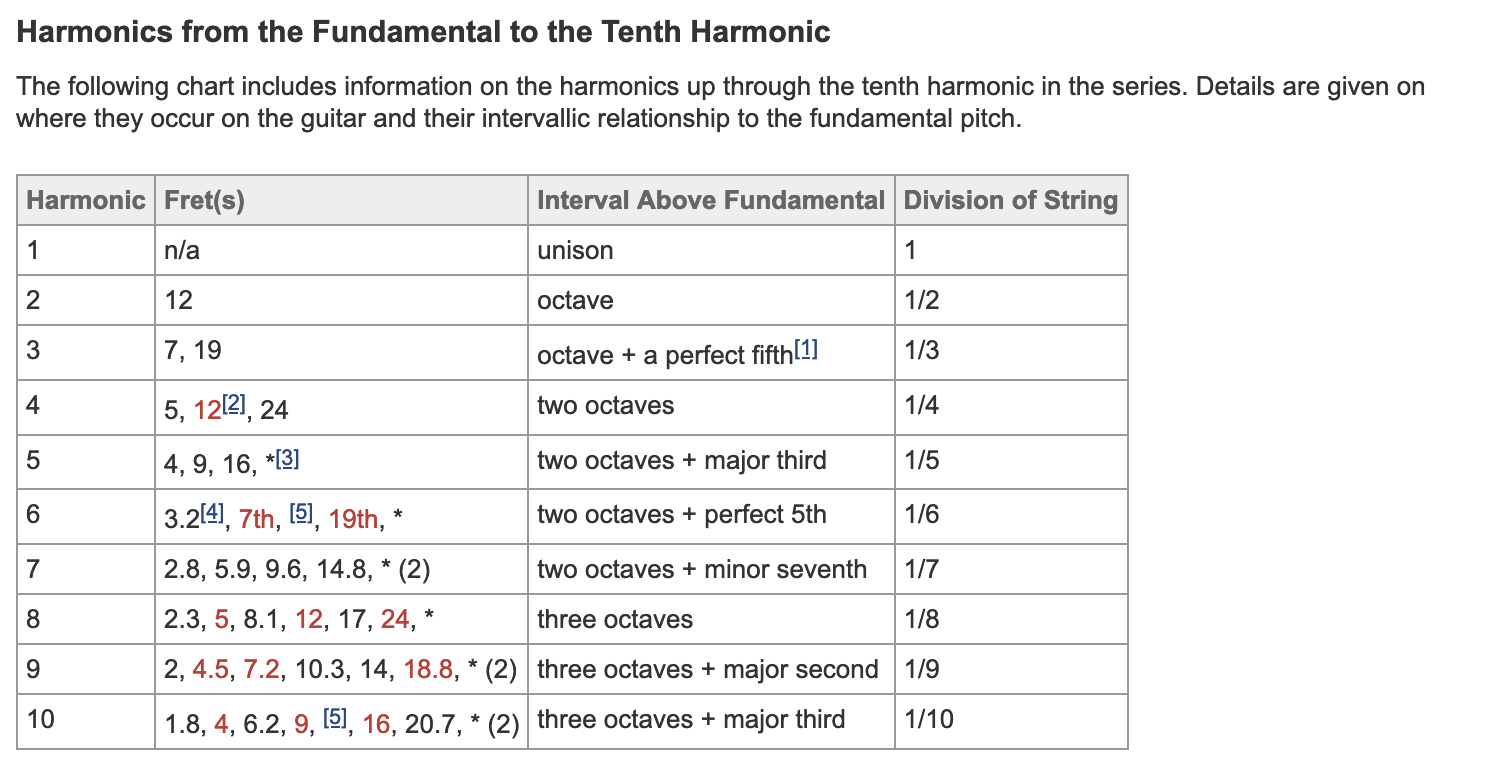 Harmonics from the Fundamental to the Tenth Harmonic
The following chart includes information on the harmonics up through the tenth harmonic in the series. Details are given on
where they occur on the guitar and their intervallic relationship to the fundamental pitch.
Harmonic Fret(s) Interval Above Fundamental Division of String
1 n/a unison 1
2 12 octave 1/2
3 7, 19 octave + a perfect fifth[1] 1/3
4 5, 12[2], 24 two octaves 1/4
5 4, 9, 16, *[3] two octaves + major third 1/5
6 3.2[4], 7th, [5], 19th, * two octaves + perfect 5th 1/6
7 2.8, 5.9, 9.6, 14.8, * (2) two octaves + minor seventh 1/7
8 2.3, 5, 8.1, 12, 17, 24, * three octaves 1/8
9 2, 4.5, 7.2, 10.3, 14, 18.8, * (2) three octaves + major second 1/9
10 1.8, 4, 6.2, 9, [5], 16, 20.7, * (2) three octaves + major third 1/10